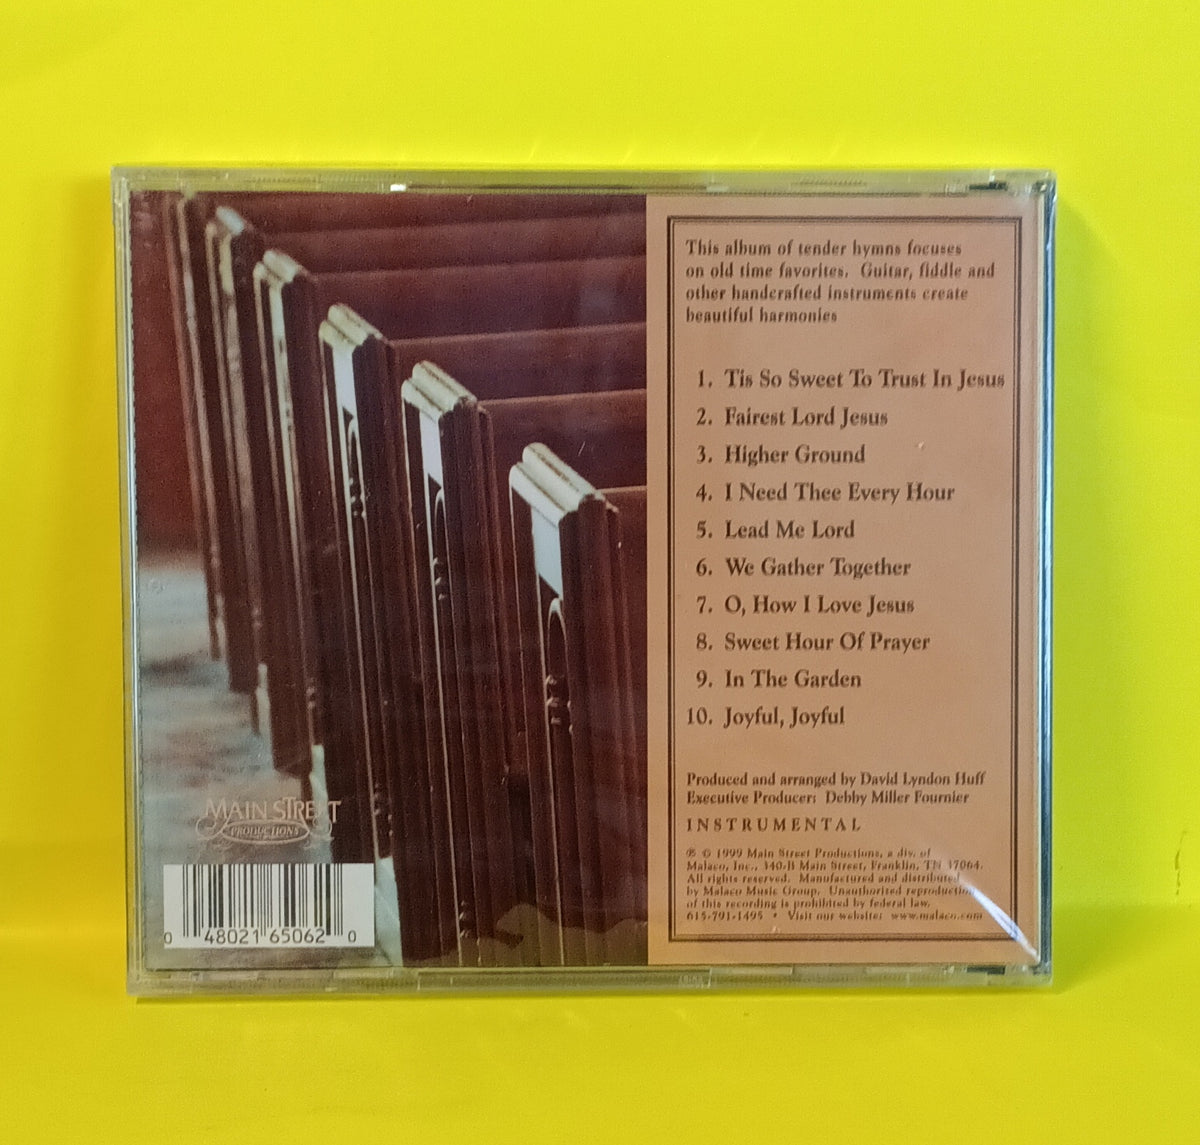 This album of tender hymns focuses
on old time favorites. Guitar, fiddle and
other handcrafted instruments create
beautiful harmonies
1. Tis So Sweet To Trust In Jesus
2. Fairest Lord Jesus
3. Higher Ground
4. I Need Thee Every Hour
5. Lead Me Lord
6. We Gather Together
7. O, How I Love Jesus
8. Sweet Hour Of Prayer
9. In The Garden
10. Joyful, Joyful
Produced and arranged by David Lyndon Huff
Executive Producer: Debby Miller Fournier
INSTRUMENTAL
℗ © 1999 Main Street Productions, a div. of
Malaco, Inc., 340-B Main Street, Franklin, TN 37064.
All rights reserved. Manufactured and distributed
by Malaco Music Group. Unauthorized reproduction
of this recording is prohibited by federal law.
615-791-1495 • Visit our website: www.malaco.com
MAIN STREET
PRODUCTIONS
0 48021 65062 0